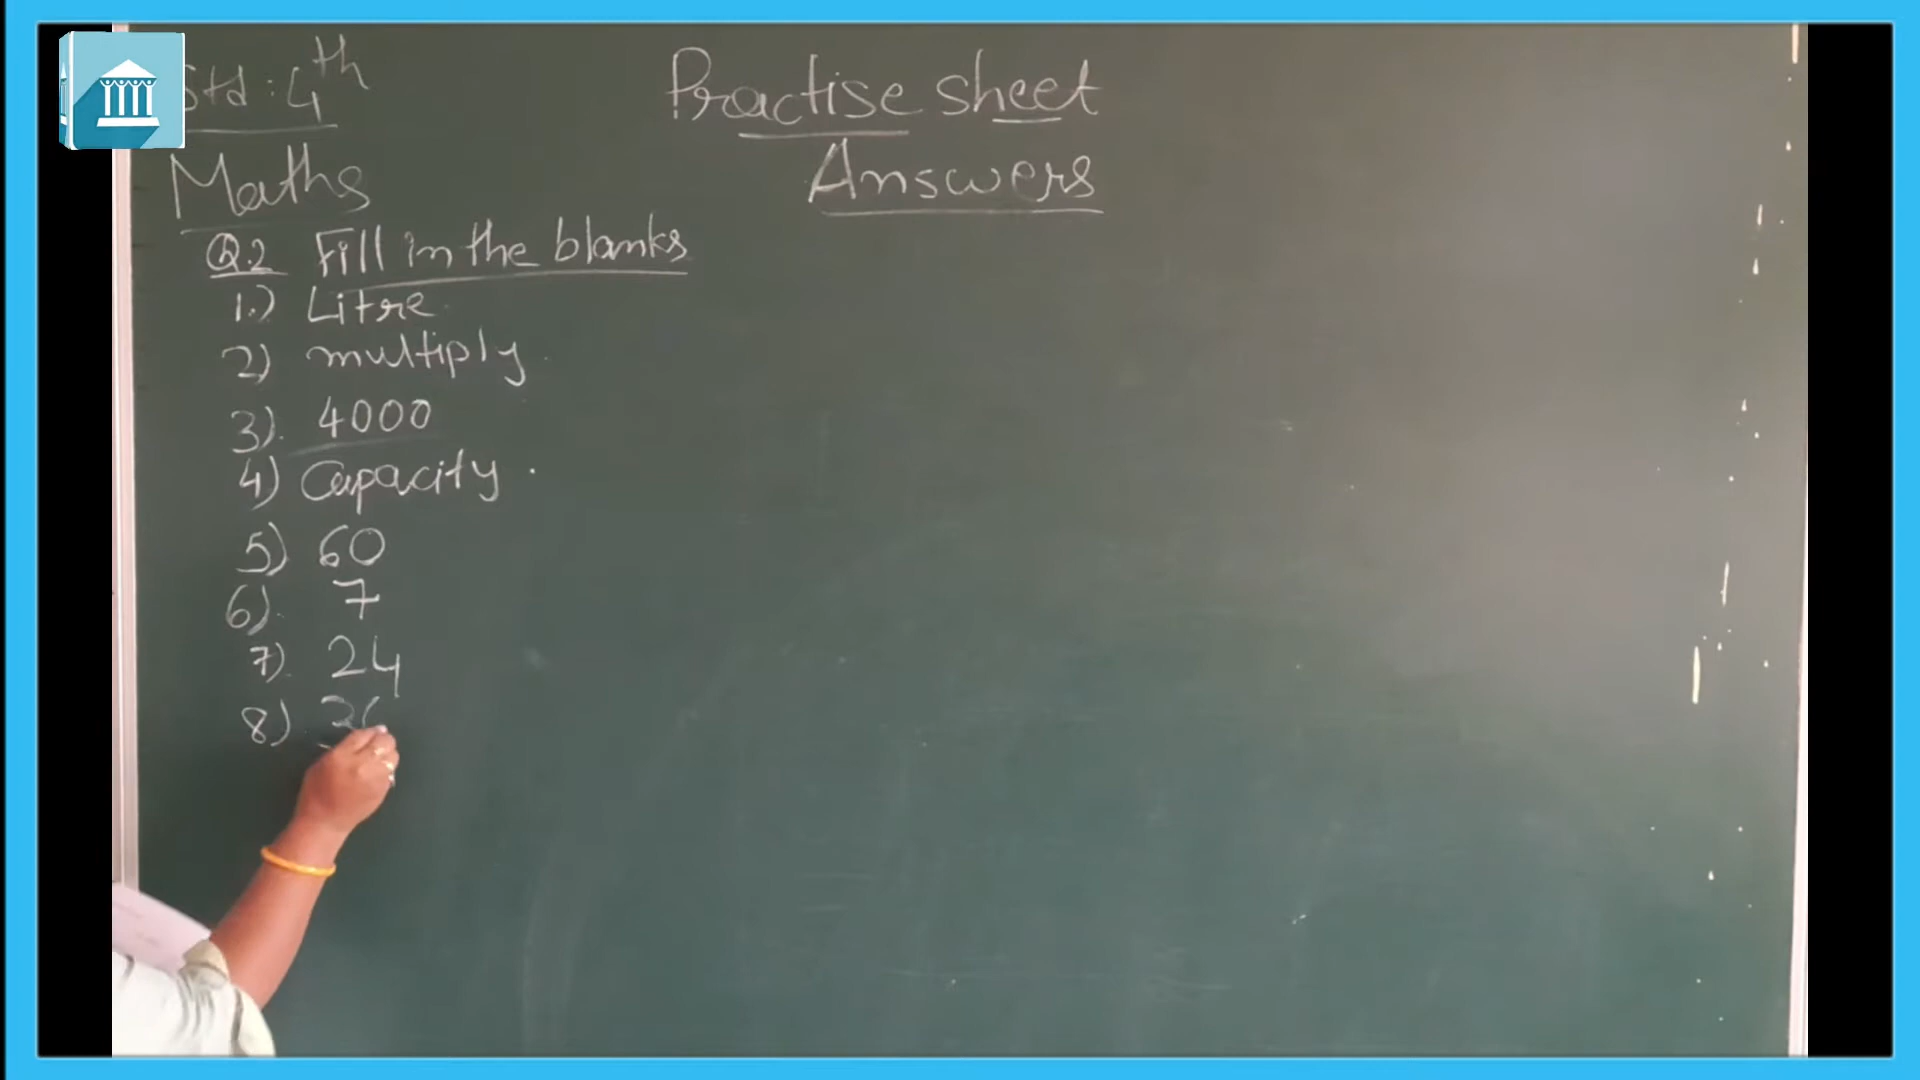 Std : 4th
Practise sheet
Maths
Answers
Q.2 Fill in the blanks
1.) Litre
2) multiply.
3). 4000
4) Capacity.
5) 60
6). 7
7). 24
8)